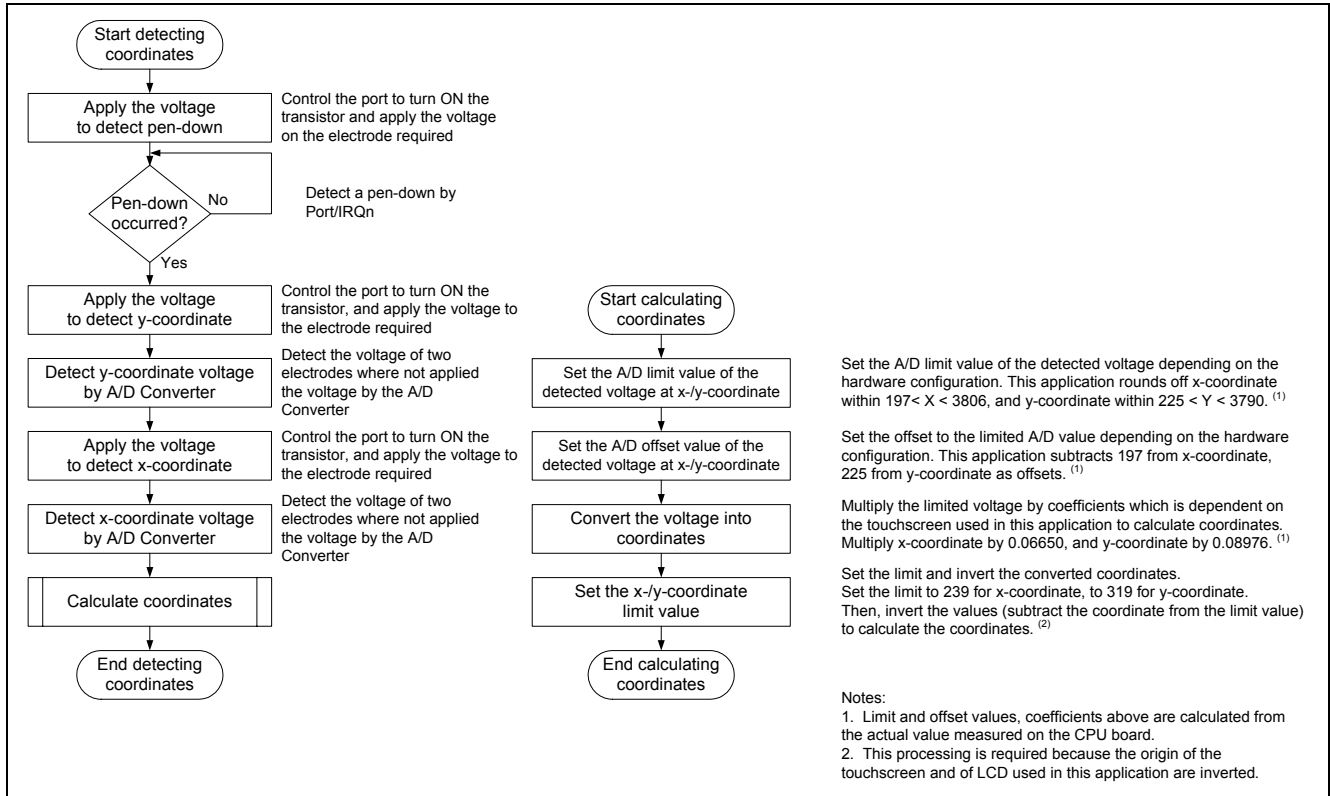 Start detecting
coordinates
Apply the voltage
to detect pen-down
Control the port to turn ON the
transistor and apply the voltage
on the electrode required
Pen-down
occurred?
No
Detect a pen-down by
Port/IRQn
Yes
Apply the voltage
to detect y-coordinate
Control the port to turn ON the
transistor, and apply the voltage to
the electrode required
Detect y-coordinate voltage
by A/D Converter
Detect the voltage of two
electrodes where not applied
the voltage by the A/D
Converter
Apply the voltage
to detect x-coordinate
Control the port to turn ON the
transistor, and apply the voltage to
the electrode required
Detect x-coordinate voltage
by A/D Converter
Detect the voltage of two
electrodes where not applied
the voltage by the A/D
Converter
Calculate coordinates
End detecting
coordinates
Start calculating
coordinates
Set the A/D limit value of the
detected voltage at x-/y-coordinate
Set the A/D limit value of the detected voltage depending on the
hardware configuration. This application rounds off x-coordinate
within 197< X < 3806, and y-coordinate within 225 < Y < 3790. (1)
Set the A/D offset value of the
detected voltage at x-/y-coordinate
Set the offset to the limited A/D value depending on the hardware
configuration. This application subtracts 197 from x-coordinate,
225 from y-coordinate as offsets. (1)
Convert the voltage into
coordinates
Multiply the limited voltage by coefficients which is dependent on
the touchscreen used in this application to calculate coordinates.
Multiply x-coordinate by 0.06650, and y-coordinate by 0.08976. (1)
Set the x-/y-coordinate
limit value
Set the limit and invert the converted coordinates.
Set the limit to 239 for x-coordinate, to 319 for y-coordinate.
Then, invert the values (subtract the coordinate from the limit value)
to calculate the coordinates. (2)
End calculating
coordinates
Notes:
1. Limit and offset values, coefficients above are calculated from
the actual value measured on the CPU board.
2. This processing is required because the origin of the
touchscreen and of LCD used in this application are inverted.